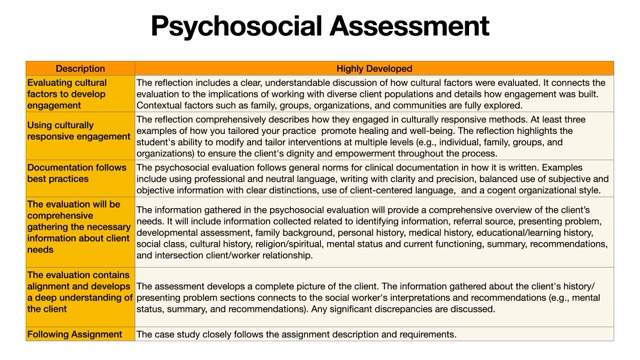 Psychosocial Assessment
Description
Highly Developed
Evaluating cultural
factors to develop
engagement
The reflection includes a clear, understandable discussion of how cultural factors were evaluated. It connects the
evaluation to the implications of working with diverse client populations and details how engagement was built.
Contextual factors such as family, groups, organizations, and communities are fully explored.
Using culturally
responsive engagement
The reflection comprehensively describes how they engaged in culturally responsive methods. At least three
examples of how you tailored your practice promote healing and well-being. The reflection highlights the
student's ability to modify and tailor interventions at multiple levels (e.g., individual, family, groups, and
organizations) to ensure the client's dignity and empowerment throughout the process.
Documentation follows
best practices
The psychosocial evaluation follows general norms for clinical documentation in how it is written. Examples
include using professional and neutral language, writing with clarity and precision, balanced use of subjective and
objective information with clear distinctions, use of client-centered language, and a cogent organizational style.
The evaluation will be
comprehensive
gathering the necessary
information about client
needs
The information gathered in the psychosocial evaluation will provide a comprehensive overview of the client's
needs. It will include information collected related to identifying information, referral source, presenting problem,
developmental assessment, family background, personal history, medical history, educational/learning history,
social class, cultural history, religion/spiritual, mental status and current functioning, summary, recommendations,
and intersection client/worker relationship.
The evaluation contains
alignment and develops
a deep understanding of
the client
The assessment develops a complete picture of the client. The information gathered about the client's history/
presenting problem sections connects to the social worker's interpretations and recommendations (e.g., mental
status, summary, and recommendations). Any significant discrepancies are discussed.
Following Assignment
The case study closely follows the assignment description and requirements.